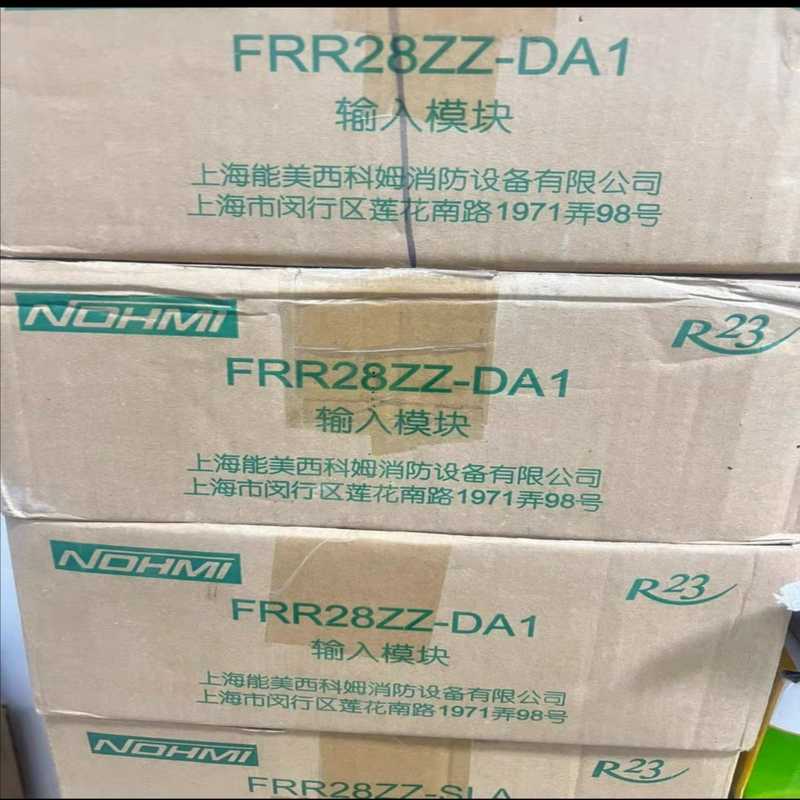 FRR28ZZ-DA1
输入模块
上海能美西科姆消防设备有限公司
上海市闵行区莲花南路1971弄98号
NOHMI
R23
FRR28ZZ-DA1
输入模块
上海能美西科姆消防设备有限公司
上海市闵行区莲花南路1971弄98号
NOHMI
R23
FRR28ZZ-DA1
输入模块
上海能美西科姆消防设备有限公司
上海市闵行区莲花南路1971弄98号
NOHMI
R23
FRR28ZZ-SLA